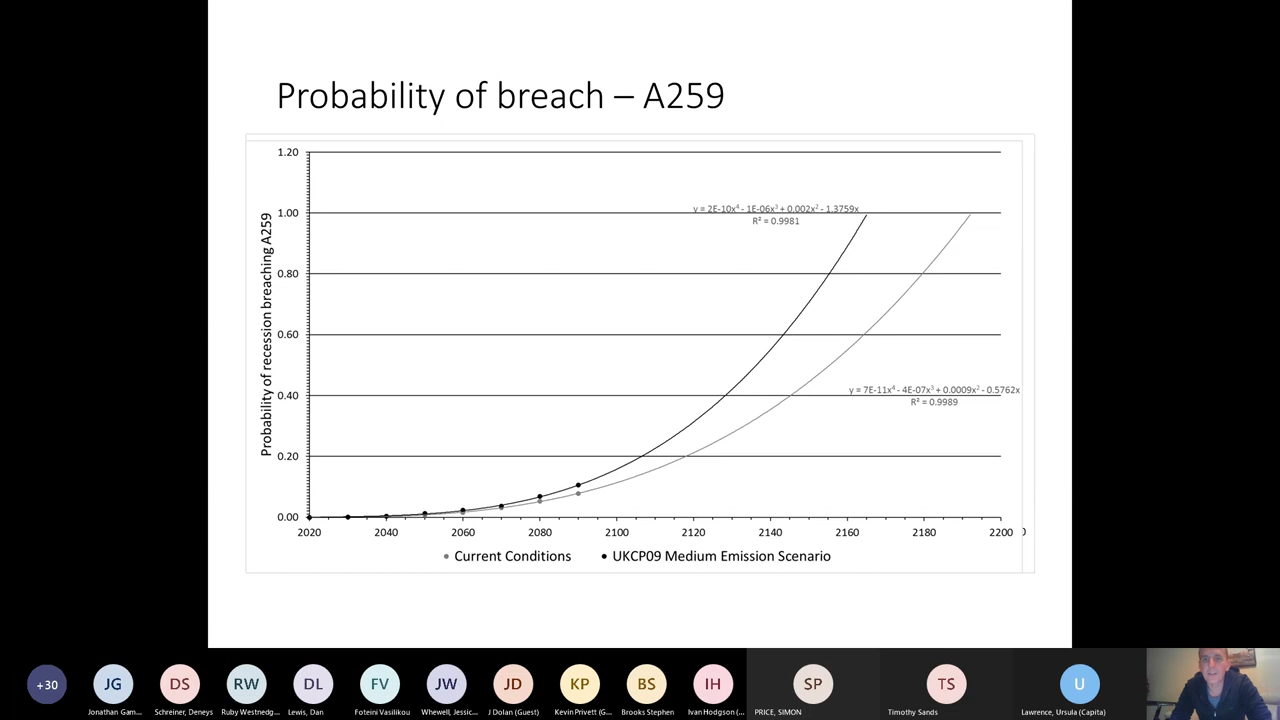 Probability of breach – A259
1.20
1.00
0.80
0.60
0.40
0.20
0.00
Probability of recession breaching A259
y = 2E-10x⁴ - 1E-06x³ + 0.002x² - 1.3759x
R² = 0.9981
y = 7E-11x⁴ - 4E-07x³ + 0.0009x² - 0.5762x
R² = 0.9989
2020 2040 2060 2080 2100 2120 2140 2160 2180 2200 0
Current Conditions UKCP09 Medium Emission Scenario
+30 JG DS RW DL FV JW JD KP BS IH SP TS U
Jonathan Gam... Schreiner, Deneys Ruby Westnedg... Lewis, Dan Foteini Vasilikou Whewell, Jessic... J Dolan (Guest) Kevin Privett (G... Brooks Stephen Ivan Hodgson (... PRICE, SIMON Timothy Sands Lawrence, Ursula (Capita)